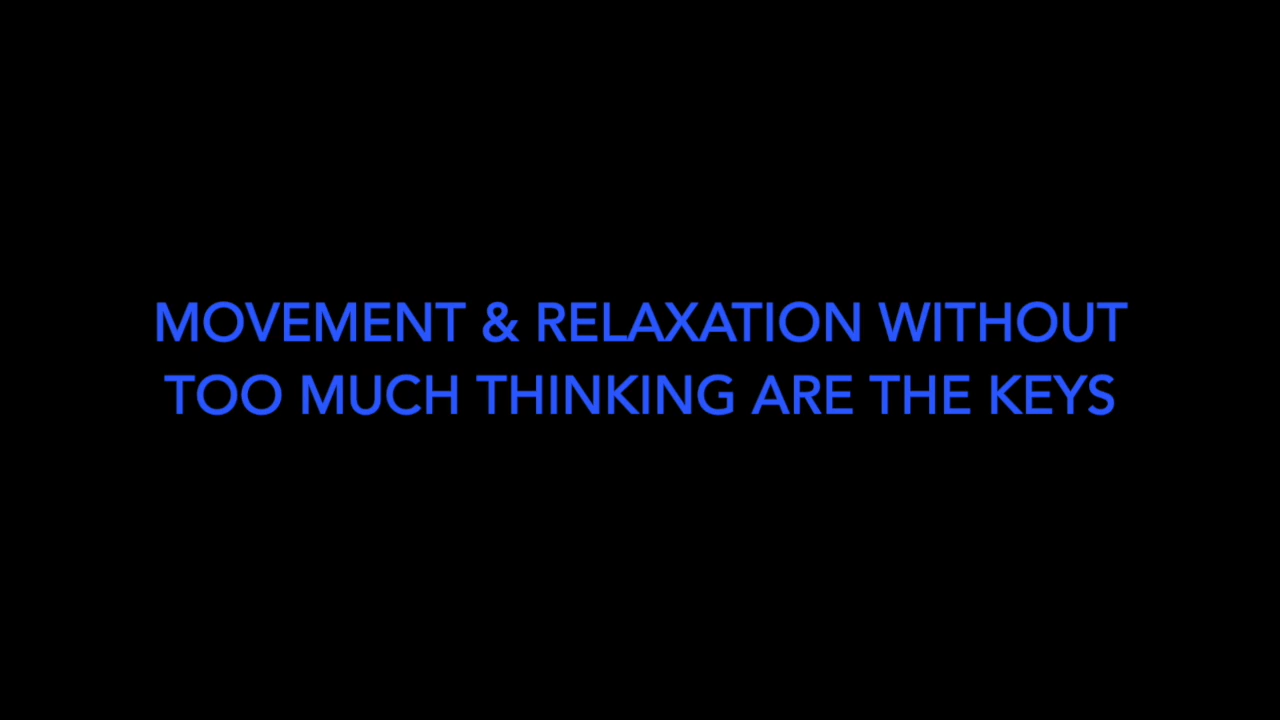 MOVEMENT & RELAXATION WITHOUT
TOO MUCH THINKING ARE THE KEYS